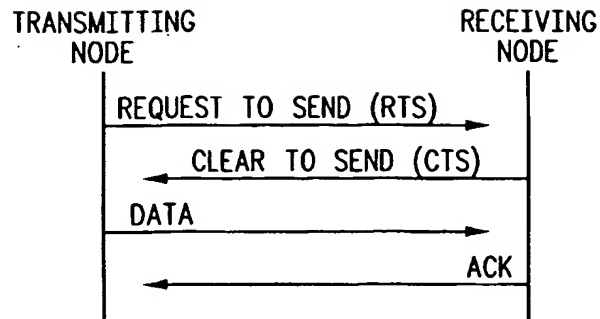 TRANSMITTING
NODE
RECEIVING
NODE
REQUEST TO SEND (RTS)
CLEAR TO SEND (CTS)
DATA
ACK